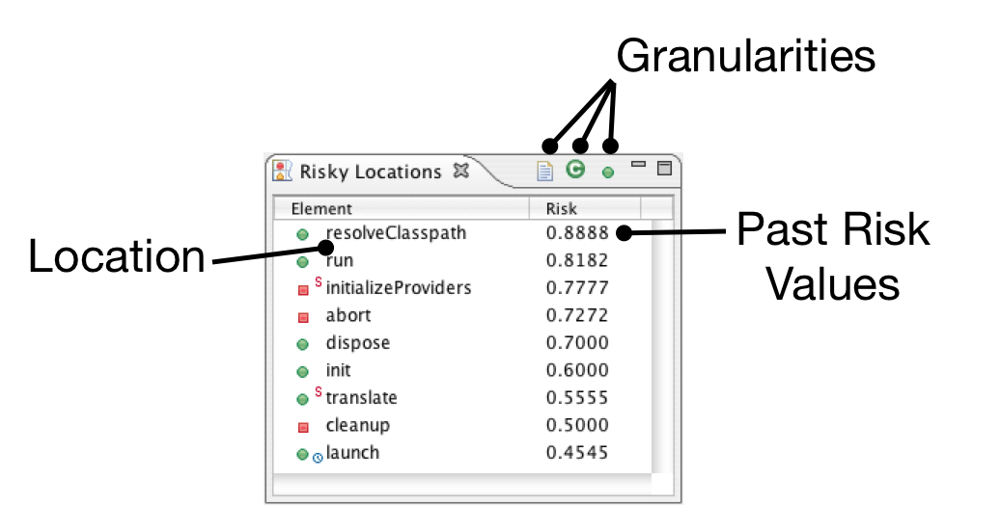 Granularities
Risky Locations
Element Risk
resolveClasspath 0.8888
run 0.8182
S initializeProviders 0.7777
abort 0.7272
dispose 0.7000
init 0.6000
S translate 0.5555
cleanup 0.5000
launch 0.4545
Location
Past Risk
Values
C